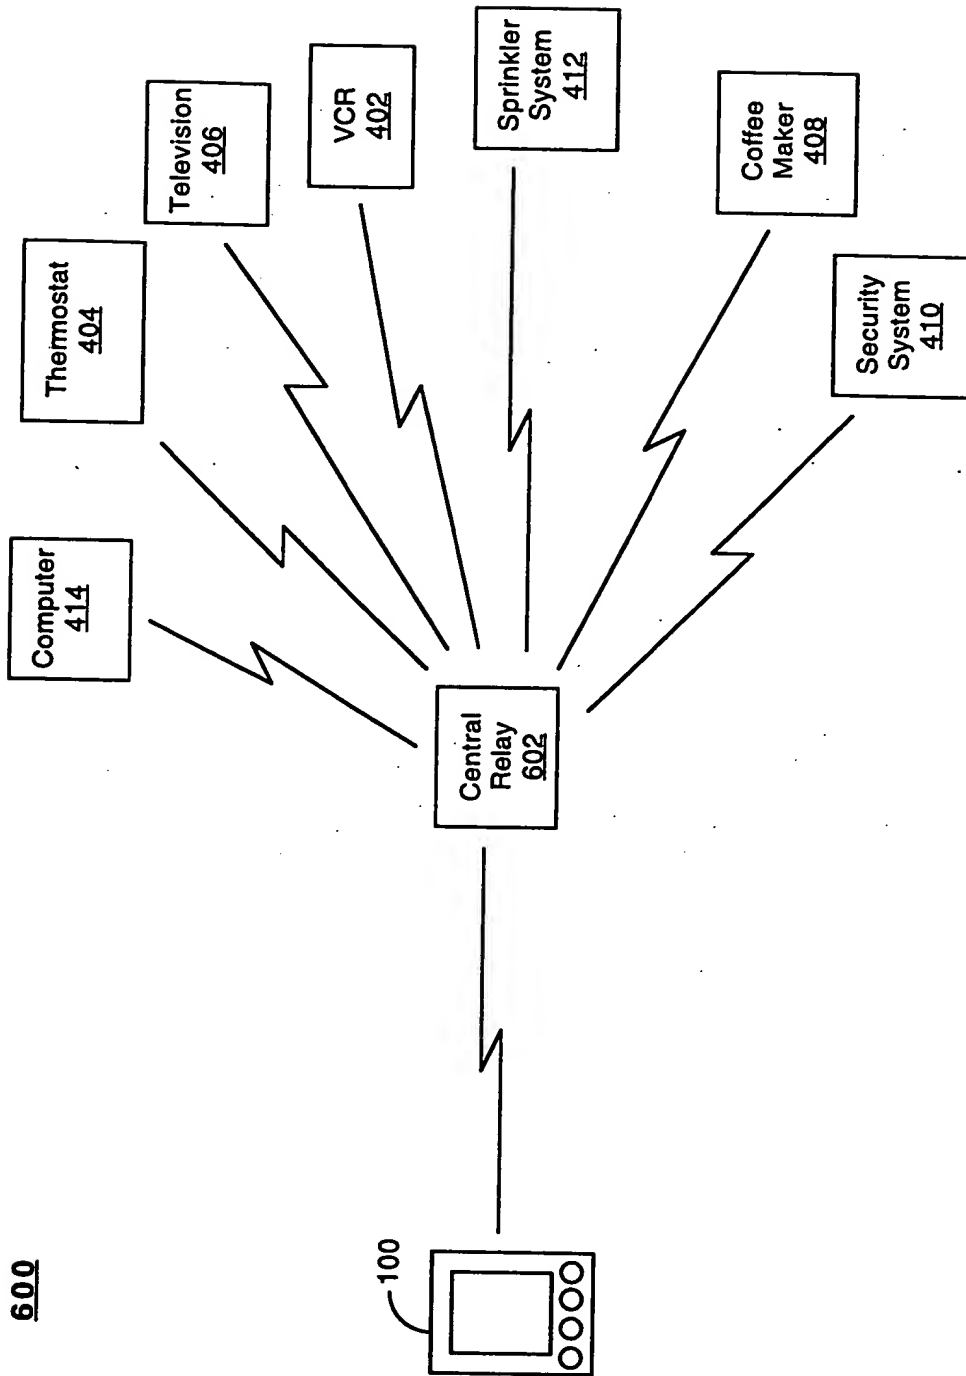 600
100
Central
Relay
602
Computer
414
Thermostat
404
Television
406
VCR
402
Sprinkler
System
412
Coffee
Maker
408
Security
System
410